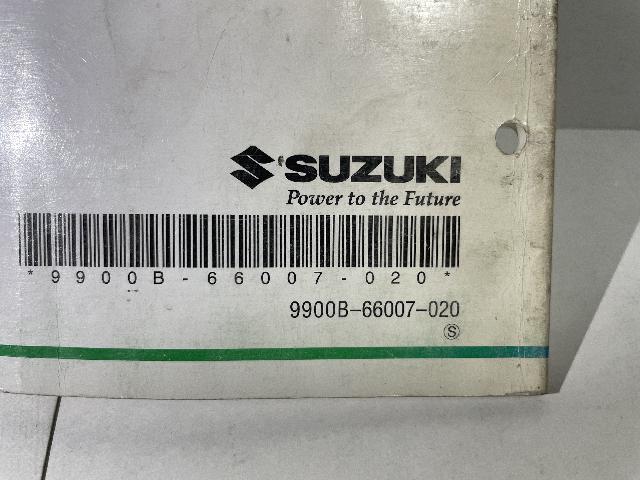 SUZUKI
Power to the Future
*9900B-66007-020*
9900B-66007-020
Ⓢ